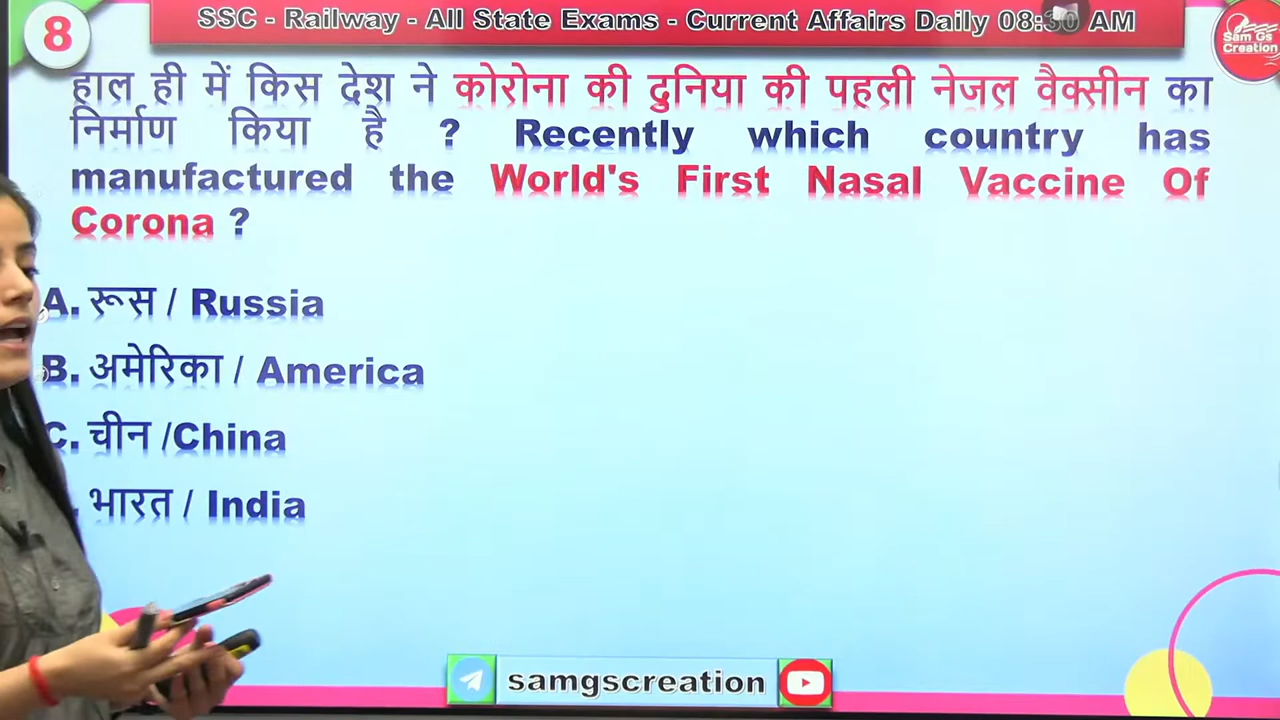 8
SSC - Railway - All State Exams - Current Affairs Daily 08:30 AM
Sam Gs
Creation
हाल ही में किस देश ने कोरोना की दुनिया की पहली नेजल वैक्सीन का
निर्माण किया है ? Recently which country has
manufactured the World's First Nasal Vaccine Of
Corona ?
A. रूस / Russia
B. अमेरिका / America
C. चीन /China
. भारत / India
samgscreation